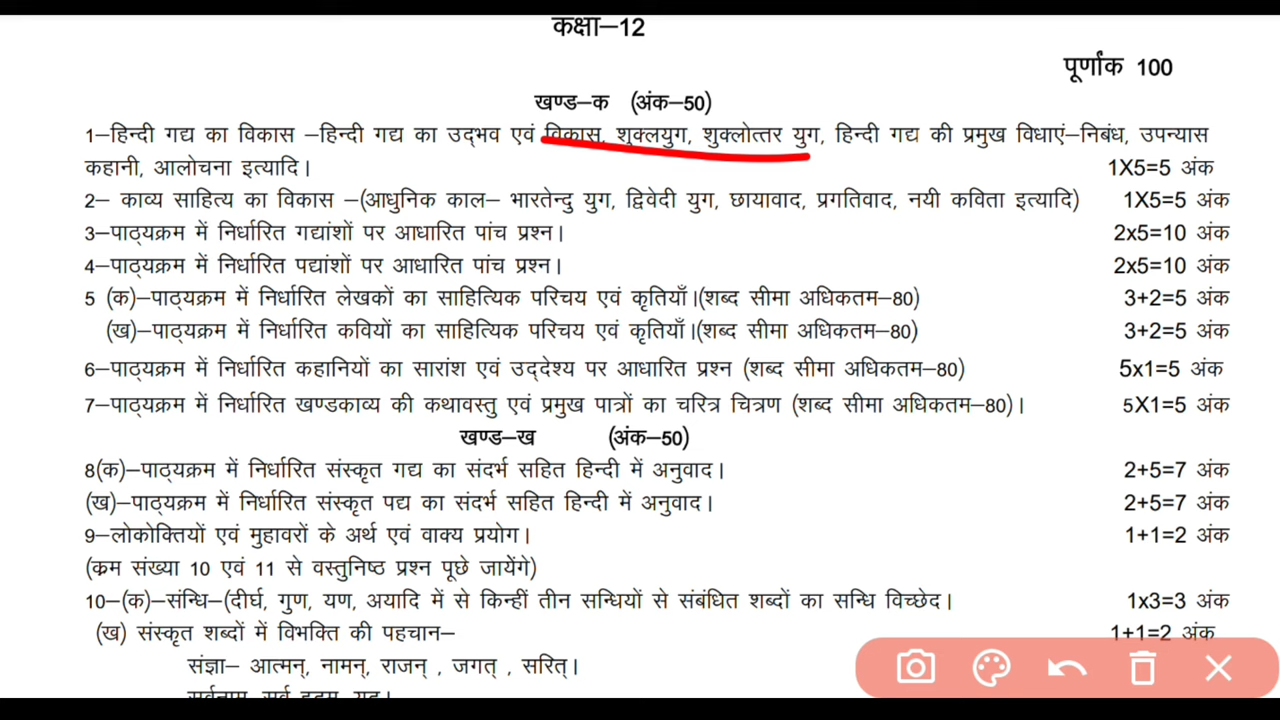 कक्षा–12
पूर्णांक 100
खण्ड–क (अंक–50)
1–हिन्दी गद्य का विकास –हिन्दी गद्य का उद्भव एवं विकास, शुक्लयुग, शुक्लोत्तर युग, हिन्दी गद्य की प्रमुख विधाएं–निबंध, उपन्यास
कहानी, आलोचना इत्यादि। 1X5=5 अंक
2– काव्य साहित्य का विकास –(आधुनिक काल– भारतेन्दु युग, द्विवेदी युग, छायावाद, प्रगतिवाद, नयी कविता इत्यादि) 1X5=5 अंक
3–पाठ्यक्रम में निर्धारित गद्यांशों पर आधारित पांच प्रश्न। 2x5=10 अंक
4–पाठ्यक्रम में निर्धारित पद्यांशों पर आधारित पांच प्रश्न। 2x5=10 अंक
5 (क)–पाठ्यक्रम में निर्धारित लेखकों का साहित्यिक परिचय एवं कृतियाँ।(शब्द सीमा अधिकतम–80) 3+2=5 अंक
(ख)–पाठ्यक्रम में निर्धारित कवियों का साहित्यिक परिचय एवं कृतियाँ।(शब्द सीमा अधिकतम–80) 3+2=5 अंक
6–पाठ्यक्रम में निर्धारित कहानियों का सारांश एवं उद्देश्य पर आधारित प्रश्न (शब्द सीमा अधिकतम–80) 5x1=5 अंक
7–पाठ्यक्रम में निर्धारित खण्डकाव्य की कथावस्तु एवं प्रमुख पात्रों का चरित्र चित्रण (शब्द सीमा अधिकतम–80)। 5X1=5 अंक
खण्ड–ख (अंक–50)
8(क)–पाठ्यक्रम में निर्धारित संस्कृत गद्य का संदर्भ सहित हिन्दी में अनुवाद। 2+5=7 अंक
(ख)–पाठ्यक्रम में निर्धारित संस्कृत पद्य का संदर्भ सहित हिन्दी में अनुवाद। 2+5=7 अंक
9–लोकोक्तियों एवं मुहावरों के अर्थ एवं वाक्य प्रयोग। 1+1=2 अंक
(क्रम संख्या 10 एवं 11 से वस्तुनिष्ठ प्रश्न पूछे जायेंगे)
10–(क)–संन्धि–(दीर्घ, गुण, यण, अयादि में से किन्हीं तीन सन्धियों से संबंधित शब्दों का सन्धि विच्छेद। 1x3=3 अंक
(ख) संस्कृत शब्दों में विभक्ति की पहचान– 1+1=2 अंक
संज्ञा– आत्मन्, नामन्, राजन् , जगत् , सरित्।